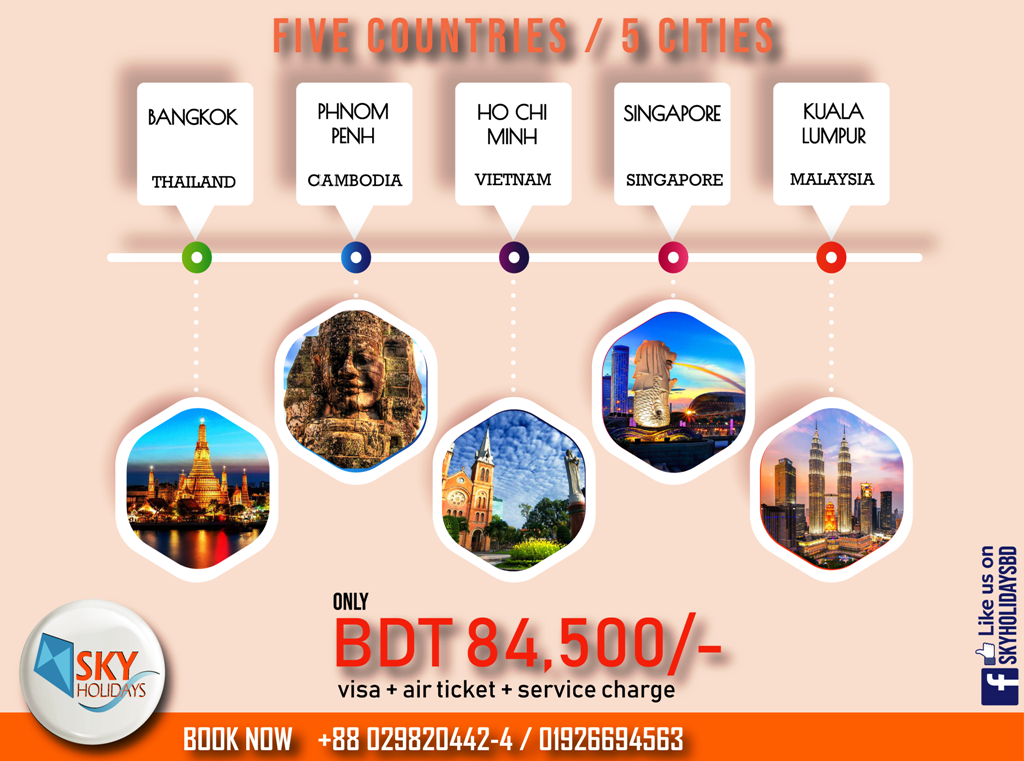 FIVE COUNTRIES / 5 CITIES
BANGKOK
THAILAND
PHNOM
PENH
CAMBODIA
HO CHI
MINH
VIETNAM
SINGAPORE
SINGAPORE
KUALA
LUMPUR
MALAYSIA
ONLY
BDT 84,500/-
visa + air ticket + service charge
SKY
HOLIDAYS
Like us on
SKYHOLIDAYSBD
BOOK NOW +88 029820442-4 / 01926694563